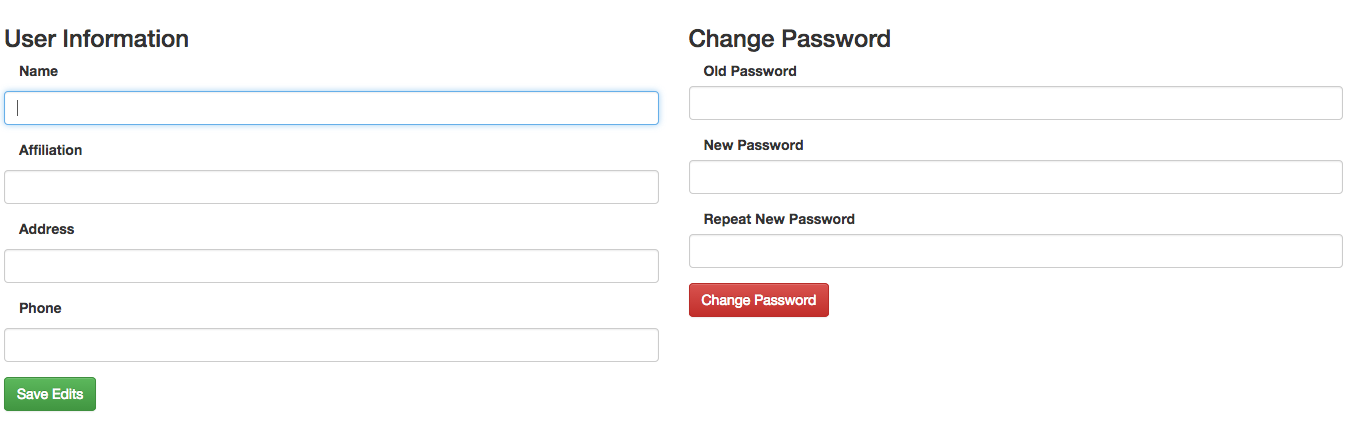 User Information
Name
Affiliation
Address
Phone
Save Edits
Change Password
Old Password
New Password
Repeat New Password
Change Password